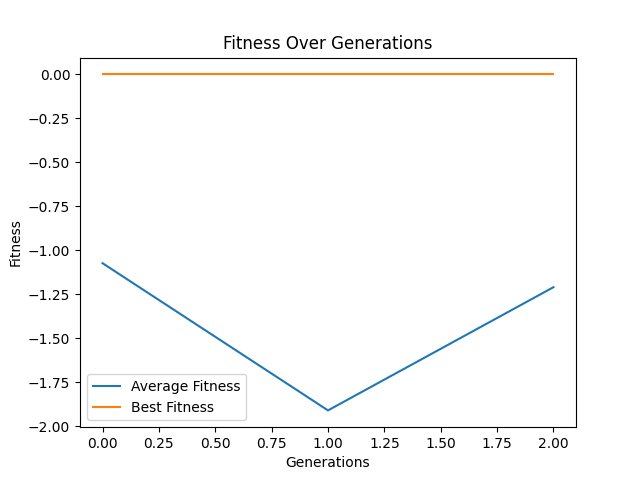 Fitness Over Generations
Fitness
0.00
−0.25
−0.50
−0.75
−1.00
−1.25
−1.50
−1.75
−2.00
Average Fitness
Best Fitness
0.00 0.25 0.50 0.75 1.00 1.25 1.50 1.75 2.00
Generations